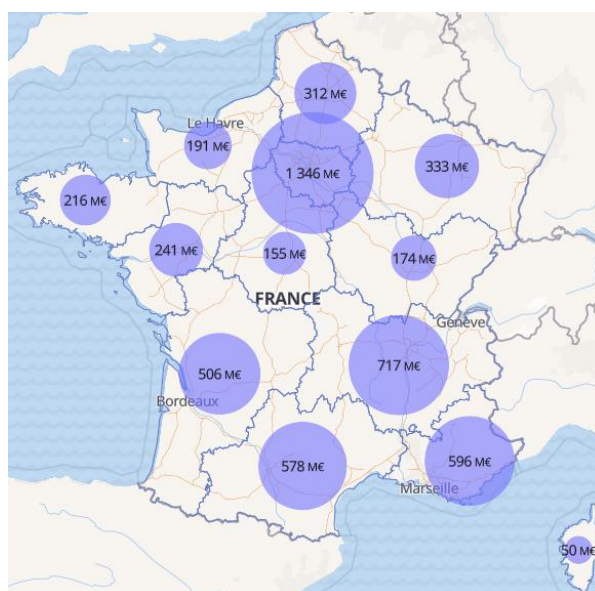 312 M€
Le Havre
191 M€
1 346 M€
333 M€
216 M€
241 M€
155 M€
174 M€
FRANCE
Genève
717 M€
506 M€
Bordeaux
578 M€
596 M€
Marseille
50 M€